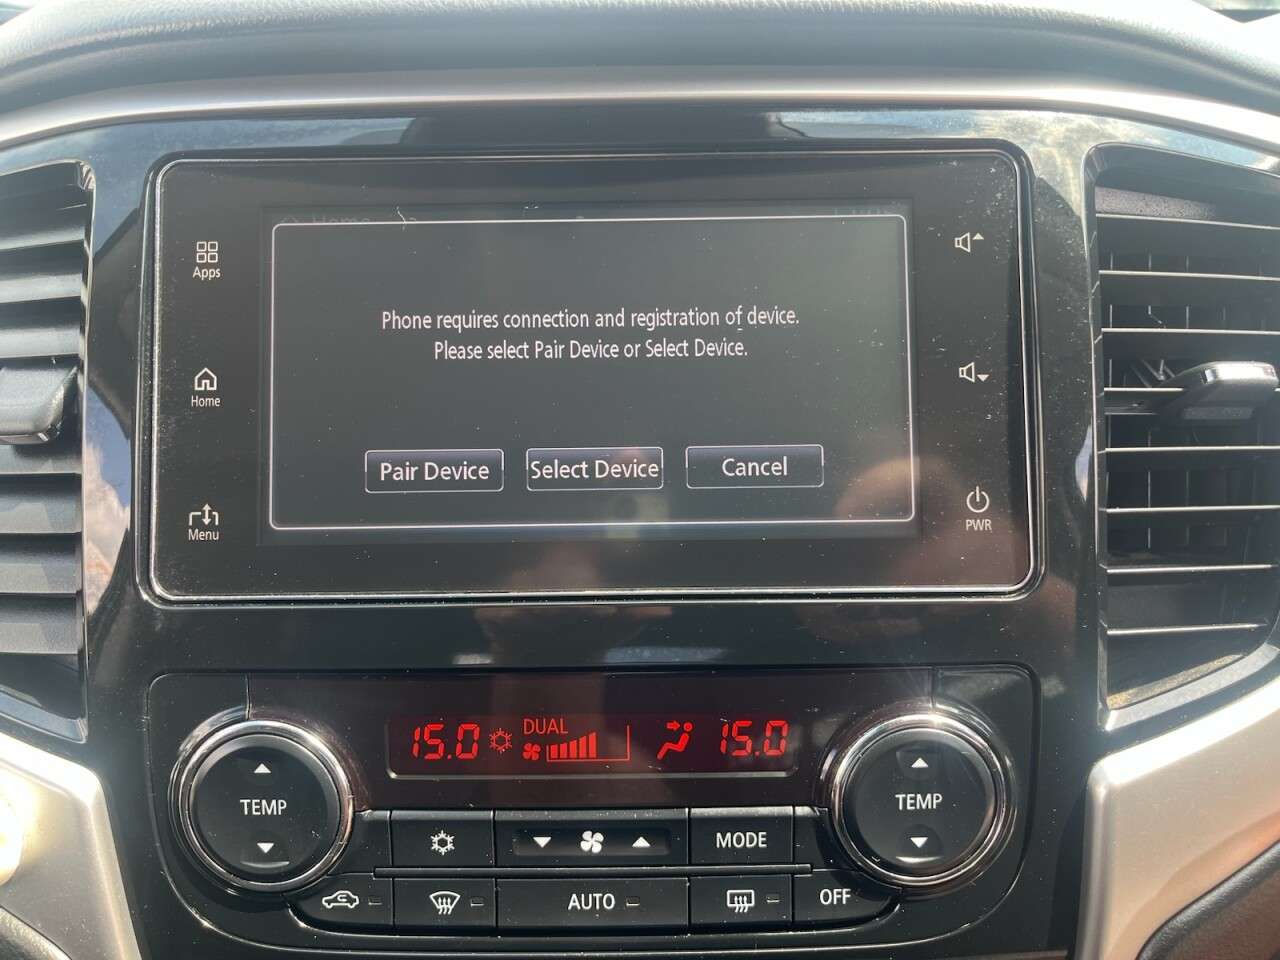 Apps
Home
Menu
Home
Phone requires connection and registration of device.
Please select Pair Device or Select Device.
Pair Device
Select Device
Cancel
PWR
15.0
DUAL
15.0
TEMP
TEMP
MODE
AUTO
OFF